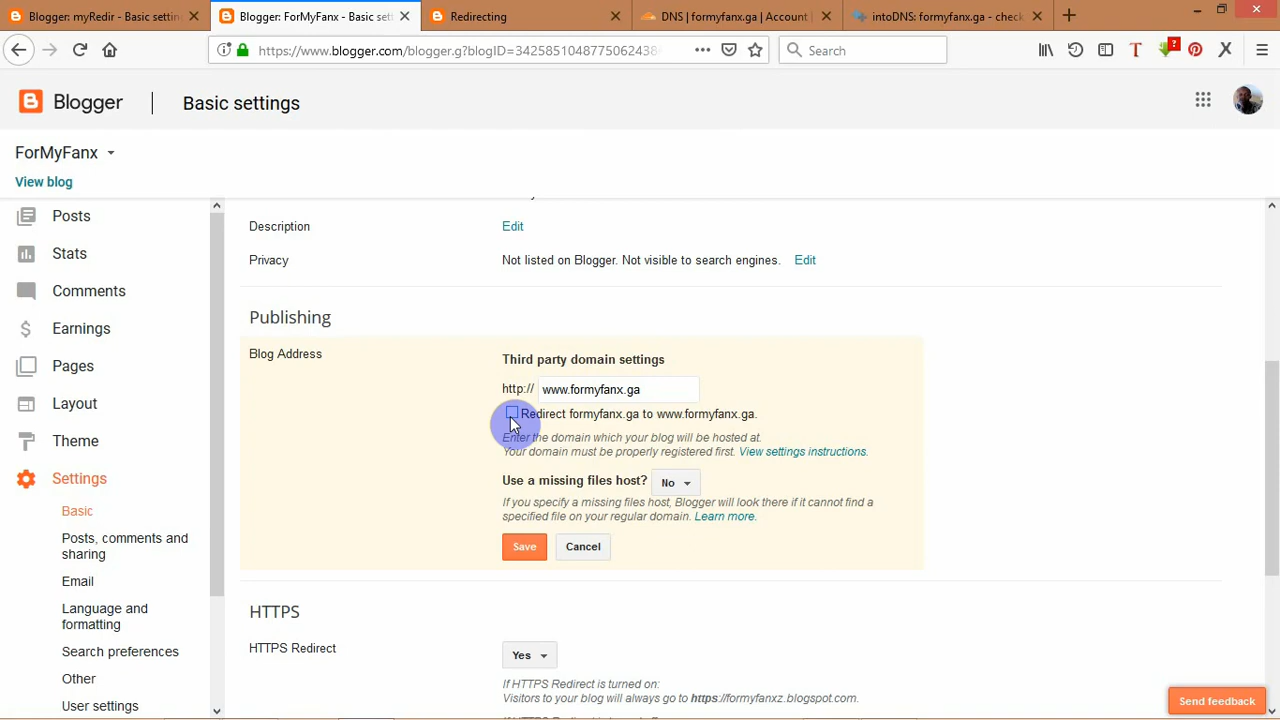 Blogger: myRedir - Basic settin
Blogger: ForMyFanx - Basic set
Redirecting
DNS | formyfanx.ga | Account
intoDNS: formyfanx.ga - check
https://www.blogger.com/blogger.g?blogID=3425851048775062438
Search
Blogger
Basic settings
ForMyFanx
View blog
Posts
Stats
Comments
Earnings
Pages
Layout
Theme
Settings
Basic
Posts, comments and
sharing
Email
Language and
formatting
Search preferences
Other
User settings
Description Edit
Privacy Not listed on Blogger. Not visible to search engines. Edit
Publishing
Blog Address
Third party domain settings
http:// www.formyfanx.ga
Redirect formyfanx.ga to www.formyfanx.ga.
Enter the domain which your blog will be hosted at.
Your domain must be properly registered first. View settings instructions.
Use a missing files host? No
If you specify a missing files host, Blogger will look there if it cannot find a
specified file on your regular domain. Learn more.
Save Cancel
HTTPS
HTTPS Redirect Yes
If HTTPS Redirect is turned on:
Visitors to your blog will always go to https://formyfanxz.blogspot.com.
Send feedback